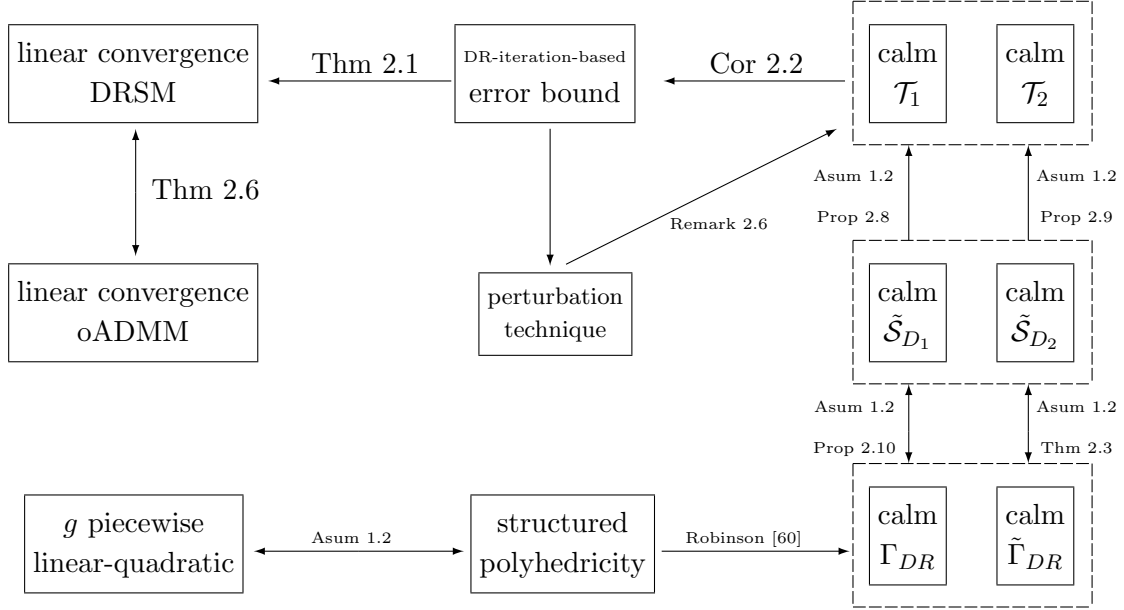 linear convergence
DRSM
Thm 2.1
DR-iteration-based
error bound
Cor 2.2
calm
𝒯₁
calm
𝒯₂
Thm 2.6
Remark 2.6
Asum 1.2
Prop 2.8
Asum 1.2
Prop 2.9
linear convergence
oADMM
perturbation
technique
calm
𝒮̃_{D₁}
calm
𝒮̃_{D₂}
Asum 1.2
Prop 2.10
Asum 1.2
Thm 2.3
g piecewise
linear-quadratic
Asum 1.2
structured
polyhedricity
Robinson [60]
calm
Γ_{DR}
calm
Γ̃_{DR}